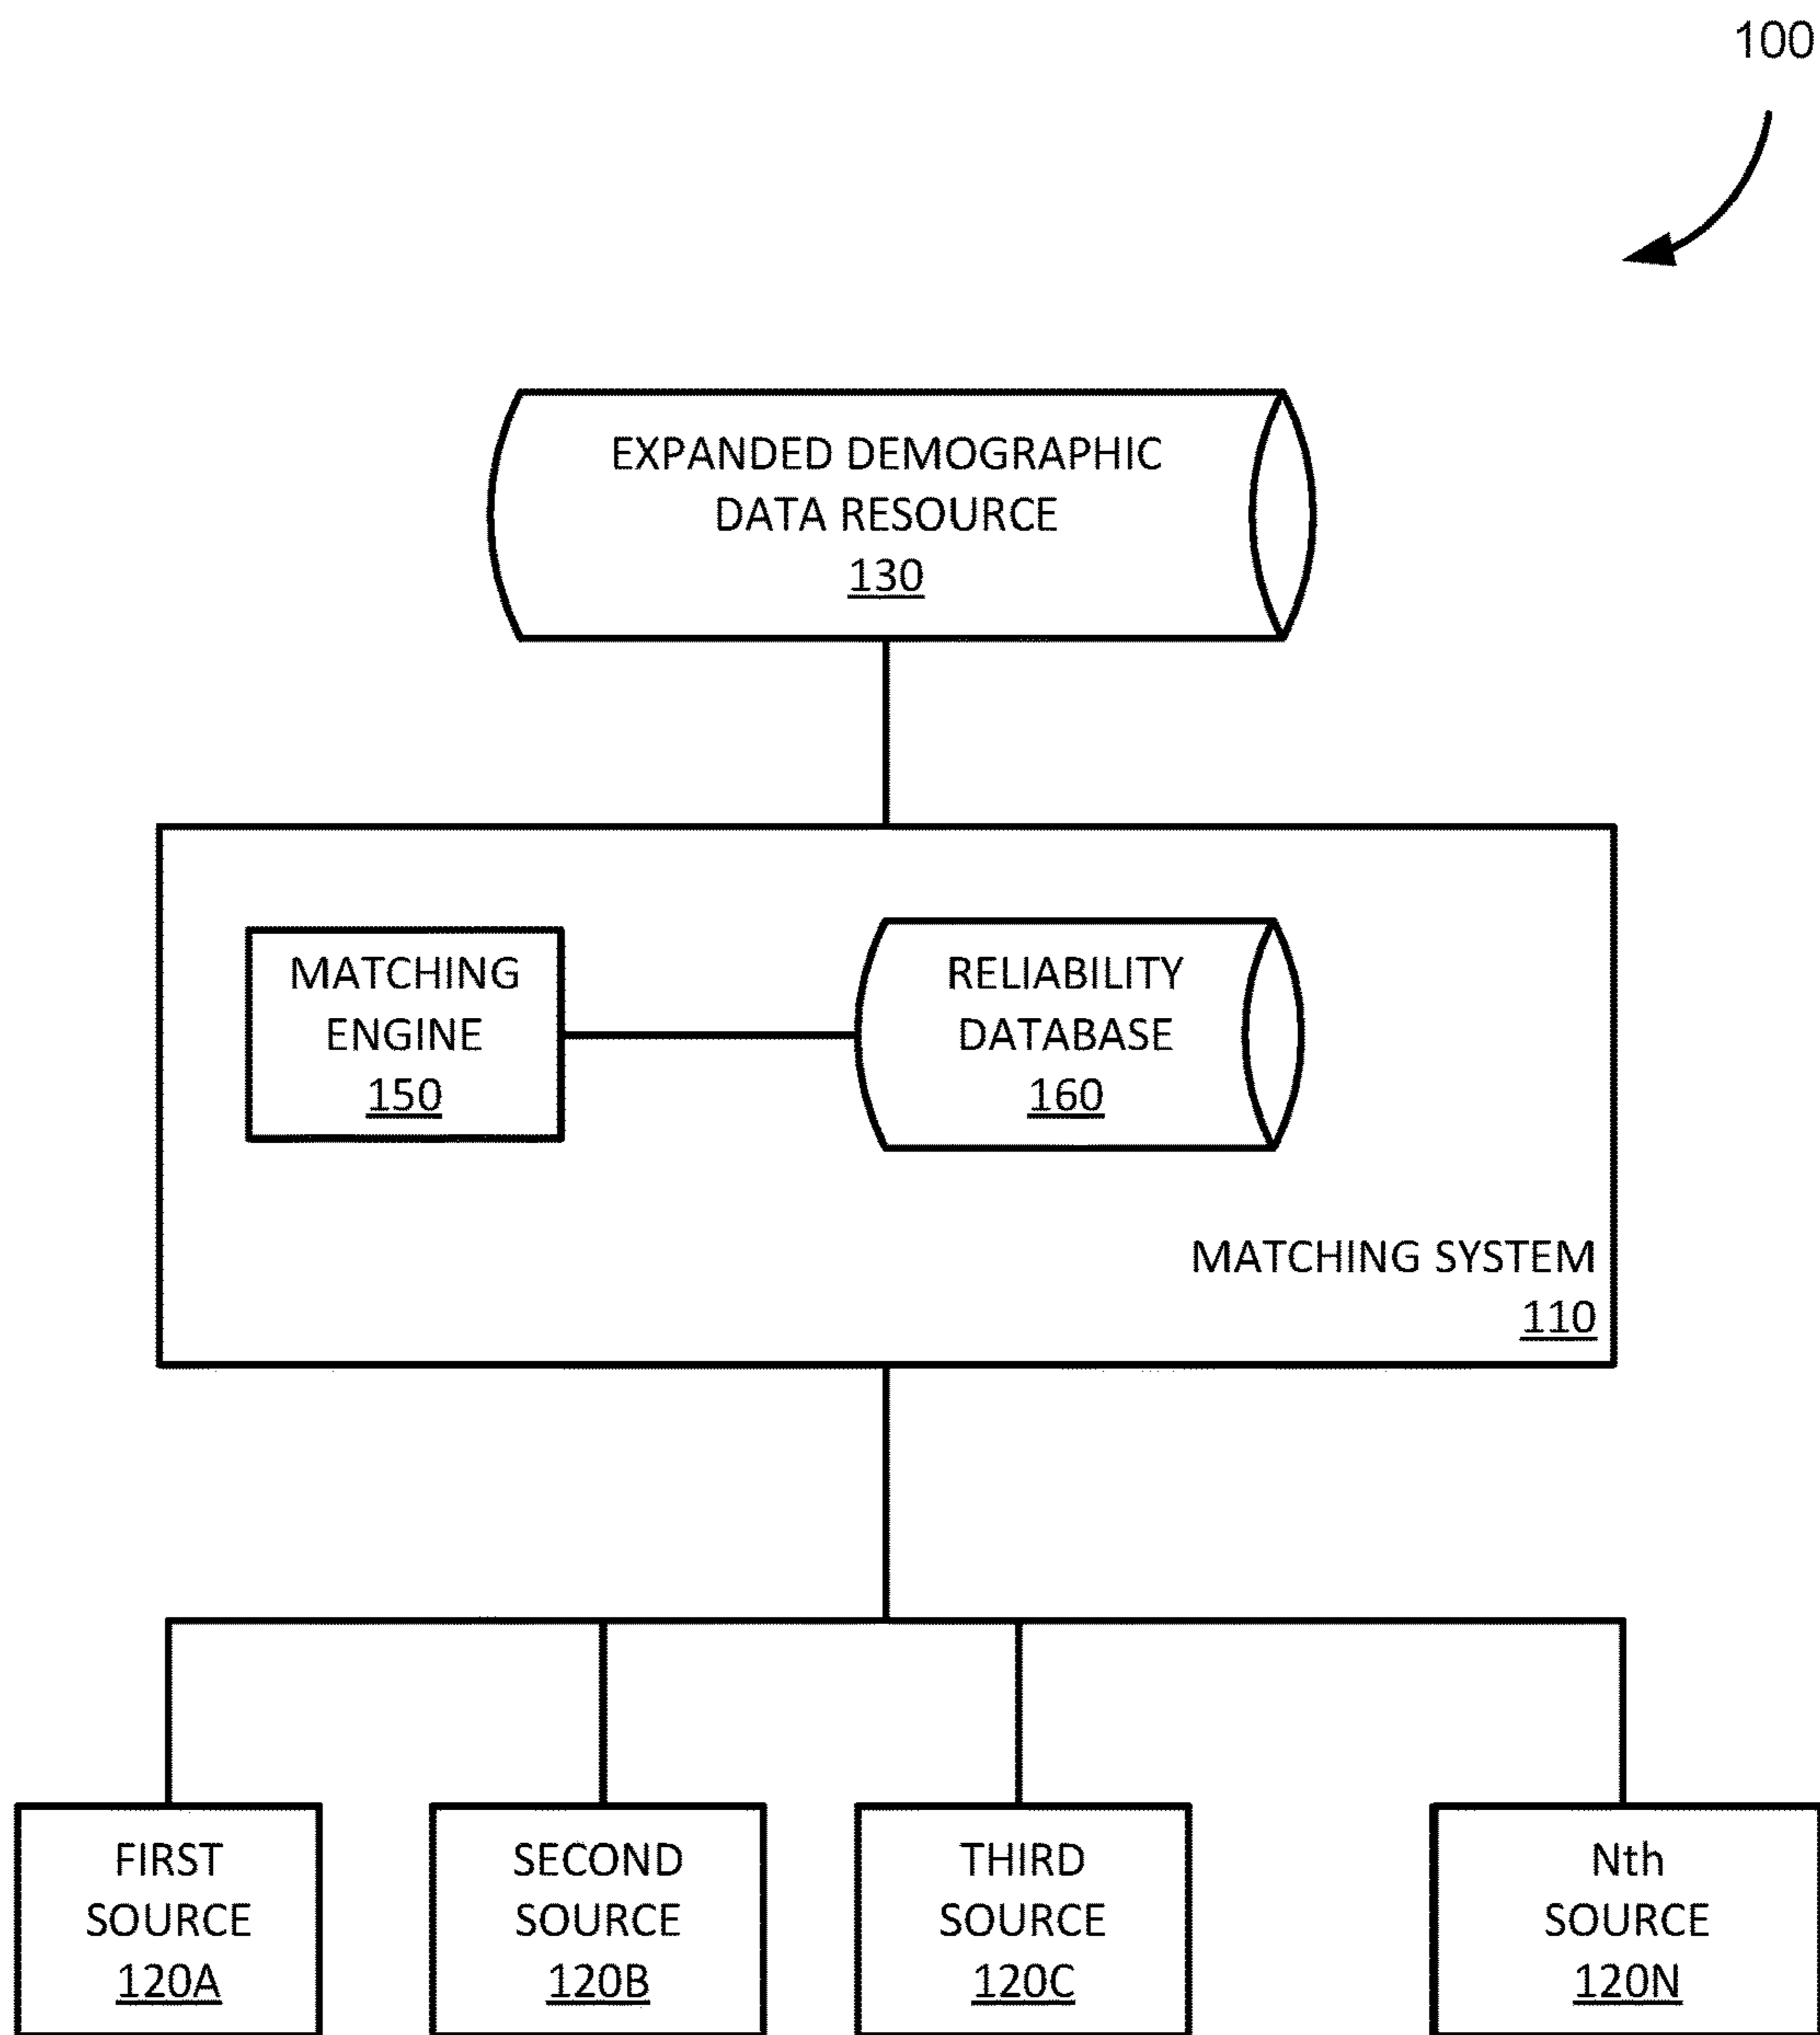 100
EXPANDED DEMOGRAPHIC
DATA RESOURCE
130
MATCHING
ENGINE
150
RELIABILITY
DATABASE
160
MATCHING SYSTEM
110
FIRST
SOURCE
120A
SECOND
SOURCE
120B
THIRD
SOURCE
120C
Nth
SOURCE
120N